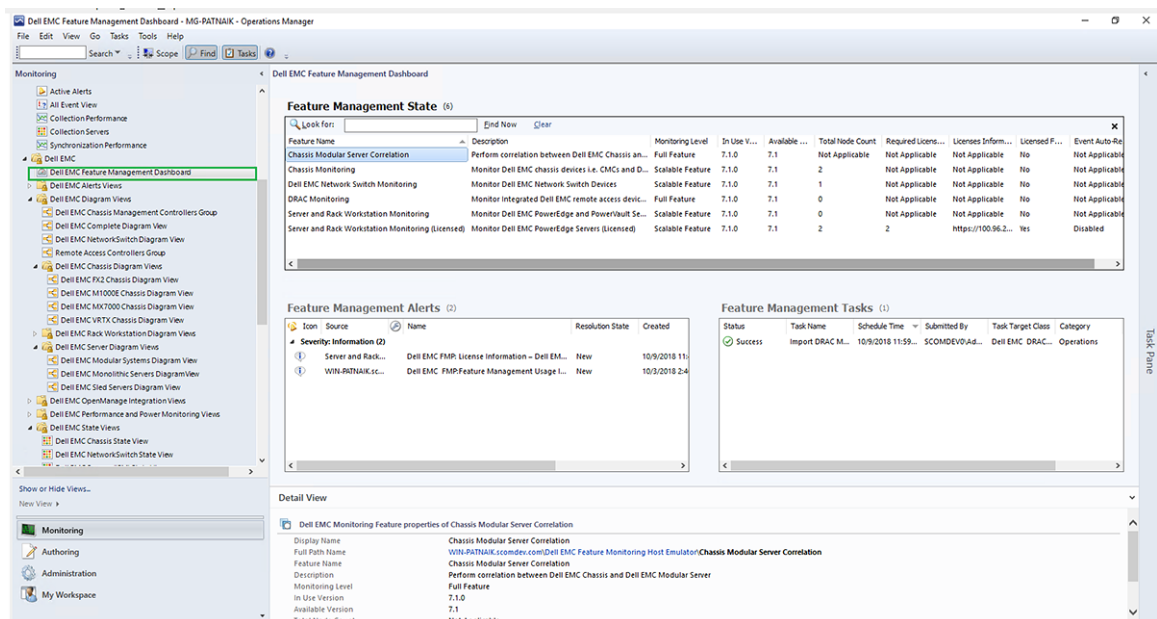 Dell EMC Feature Management Dashboard - MG-PATNAIK - Operations Manager
File Edit View Go Tasks Tools Help
Search Scope Find Tasks
Monitoring
Active Alerts
All Event View
Collection Performance
Collection Servers
Synchronization Performance
Dell EMC
Dell EMC Feature Management Dashboard
Dell EMC Alerts Views
Dell EMC Diagram Views
Dell EMC Chassis Management Controllers Group
Dell EMC Complete Diagram View
Dell EMC NetworkSwitch Diagram View
Remote Access Controllers Group
Dell EMC Chassis Diagram Views
Dell EMC FX2 Chassis Diagram View
Dell EMC M1000E Chassis Diagram View
Dell EMC MX7000 Chassis Diagram View
Dell EMC VRTX Chassis Diagram View
Dell EMC Rack Workstation Diagram Views
Dell EMC Server Diagram Views
Dell EMC Modular Systems Diagram View
Dell EMC Monolithic Servers DiagramView
Dell EMC Sled Servers Diagram View
Dell EMC OpenManage Integration Views
Dell EMC Performance and Power Monitoring Views
Dell EMC State Views
Dell EMC Chassis State View
Dell EMC NetworkSwitch State View
Show or Hide Views...
New View
Monitoring
Authoring
Administration
My Workspace
Dell EMC Feature Management Dashboard
Feature Management State (6)
Look for: Find Now Clear
Feature Name Description Monitoring Level In Use V... Available ... Total Node Count Required Licens... Licenses Inform... Licensed F... Event Auto-Re
Chassis Modular Server Correlation Perform correlation between Dell EMC Chassis an... Full Feature 7.1.0 7.1 Not Applicable Not Applicable Not Applicable No Not Applicable
Chassis Monitoring Monitor Dell EMC chassis devices i.e. CMCs and D... Scalable Feature 7.1.0 7.1 2 Not Applicable Not Applicable No Not Applicable
Dell EMC Network Switch Monitoring Monitor Dell EMC Network Switch Devices Scalable Feature 7.1.0 7.1 1 Not Applicable Not Applicable No Not Applicable
DRAC Monitoring Monitor Integrated Dell EMC remote access devic... Full Feature 7.1.0 7.1 0 Not Applicable Not Applicable No Not Applicable
Server and Rack Workstation Monitoring Monitor Dell EMC PowerEdge and PowerVault Se... Scalable Feature 7.1.0 7.1 0 Not Applicable Not Applicable No Not Applicable
Server and Rack Workstation Monitoring (Licensed) Monitor Dell EMC PowerEdge Servers (Licensed) Scalable Feature 7.1.0 7.1 2 2 https://100.96.2... Yes Disabled
Feature Management Alerts (2)
Icon Source Name Resolution State Created
Severity: Information (2)
Server and Rack... Dell EMC FMP: License Information – Dell EM... New 10/9/2018 11:
WIN-PATNAIK.sc... Dell EMC FMP:Feature Management Usage I... New 10/3/2018 2:4
Feature Management Tasks (1)
Status Task Name Schedule Time Submitted By Task Target Class Category
Success Import DRAC M... 10/9/2018 11:59... SCOMDEV0\Ad... Dell EMC DRAC... Operations
Task Pane
Detail View
Dell EMC Monitoring Feature properties of Chassis Modular Server Correlation
Display Name Chassis Modular Server Correlation
Full Path Name WIN-PATNAIK.scomdev.com\Dell EMC Feature Monitoring Host Emulator\Chassis Modular Server Correlation
Feature Name Chassis Modular Server Correlation
Description Perform correlation between Dell EMC Chassis and Dell EMC Modular Server
Monitoring Level Full Feature
In Use Version 7.1.0
Available Version 7.1